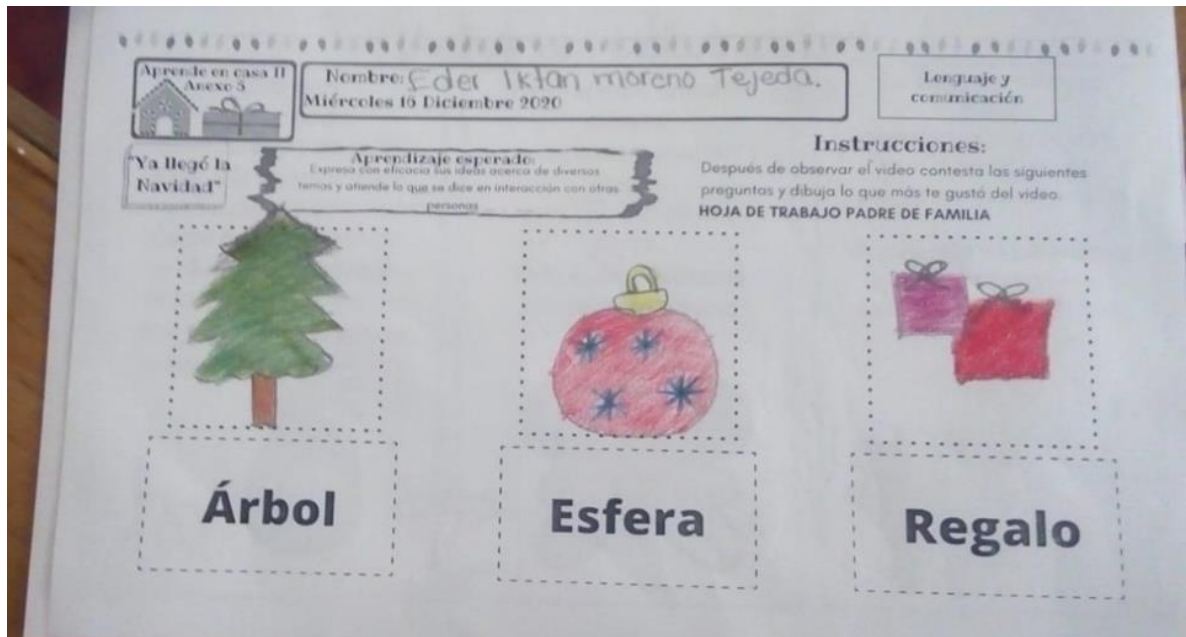 Aprende en casa II
Anexo 5
Nombre: Eder Iktan moreno Tejeda.
Miércoles 16 Diciembre 2020
Lenguaje y
comunicación
"Ya llegó la
Navidad"
Aprendizaje esperado:
Expresa con eficacia sus ideas acerca de diversos
temas y atiende lo que se dice en interacción con otras
personas
Instrucciones:
Después de observar el video contesta las siguientes
preguntas y dibuja lo que más te gustó del video.
HOJA DE TRABAJO PADRE DE FAMILIA
Árbol
Esfera
Regalo